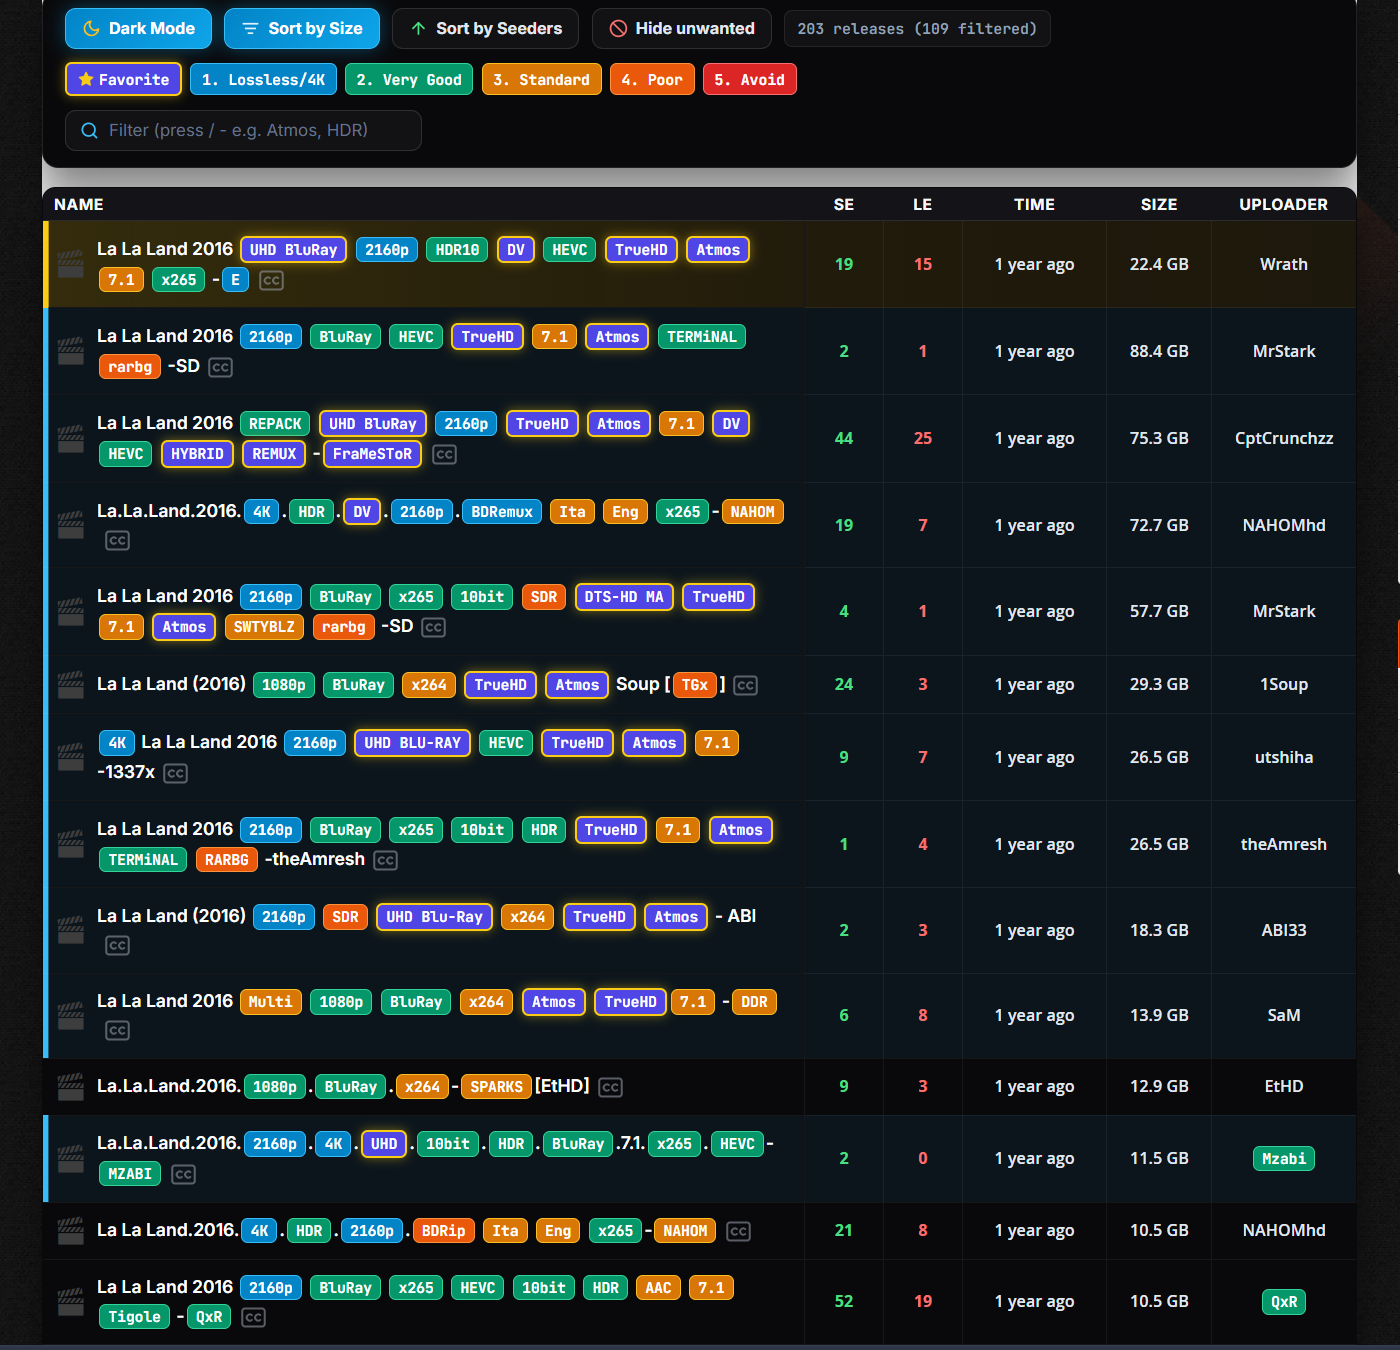 Dark Mode Sort by Size Sort by Seeders Hide unwanted 203 releases (109 filtered)
Favorite 1. Lossless/4K 2. Very Good 3. Standard 4. Poor 5. Avoid
Filter (press / - e.g. Atmos, HDR)
NAME SE LE TIME SIZE UPLOADER
La La Land 2016 UHD BluRay 2160p HDR10 DV HEVC TrueHD Atmos
7.1 x265 -E CC
19 15 1 year ago 22.4 GB Wrath
La La Land 2016 2160p BluRay HEVC TrueHD 7.1 Atmos TERMiNAL
rarbg -SD CC
2 1 1 year ago 88.4 GB MrStark
La La Land 2016 REPACK UHD BluRay 2160p TrueHD Atmos 7.1 DV
HEVC HYBRID REMUX -FraMeSToR CC
44 25 1 year ago 75.3 GB CptCrunchzz
La.La.Land.2016.4K.HDR.DV.2160p.BDRemux Ita Eng x265-NAHOM
CC
19 7 1 year ago 72.7 GB NAHOMhd
La La Land 2016 2160p BluRay x265 10bit SDR DTS-HD MA TrueHD
7.1 Atmos SWTYBLZ rarbg -SD CC
4 1 1 year ago 57.7 GB MrStark
La La Land (2016) 1080p BluRay x264 TrueHD Atmos Soup [TGx] CC
24 3 1 year ago 29.3 GB 1Soup
4K La La Land 2016 2160p UHD BLU-RAY HEVC TrueHD Atmos 7.1
-1337x CC
9 7 1 year ago 26.5 GB utshiha
La La Land 2016 2160p BluRay x265 10bit HDR TrueHD 7.1 Atmos
TERMiNAL RARBG -theAmresh CC
1 4 1 year ago 26.5 GB theAmresh
La La Land (2016) 2160p SDR UHD Blu-Ray x264 TrueHD Atmos - ABI
CC
2 3 1 year ago 18.3 GB ABI33
La La Land 2016 Multi 1080p BluRay x264 Atmos TrueHD 7.1 -DDR
CC
6 8 1 year ago 13.9 GB SaM
La.La.Land.2016.1080p.BluRay.x264-SPARKS[EtHD] CC
9 3 1 year ago 12.9 GB EtHD
La.La.Land.2016.2160p.4K.UHD.10bit.HDR.BluRay.7.1.x265.HEVC-
MZABI CC
2 0 1 year ago 11.5 GB Mzabi
La La Land.2016.4K.HDR.2160p.BDRip Ita Eng x265-NAHOM CC
21 8 1 year ago 10.5 GB NAHOMhd
La La Land 2016 2160p BluRay x265 HEVC 10bit HDR AAC 7.1
Tigole -QxR CC
52 19 1 year ago 10.5 GB QxR